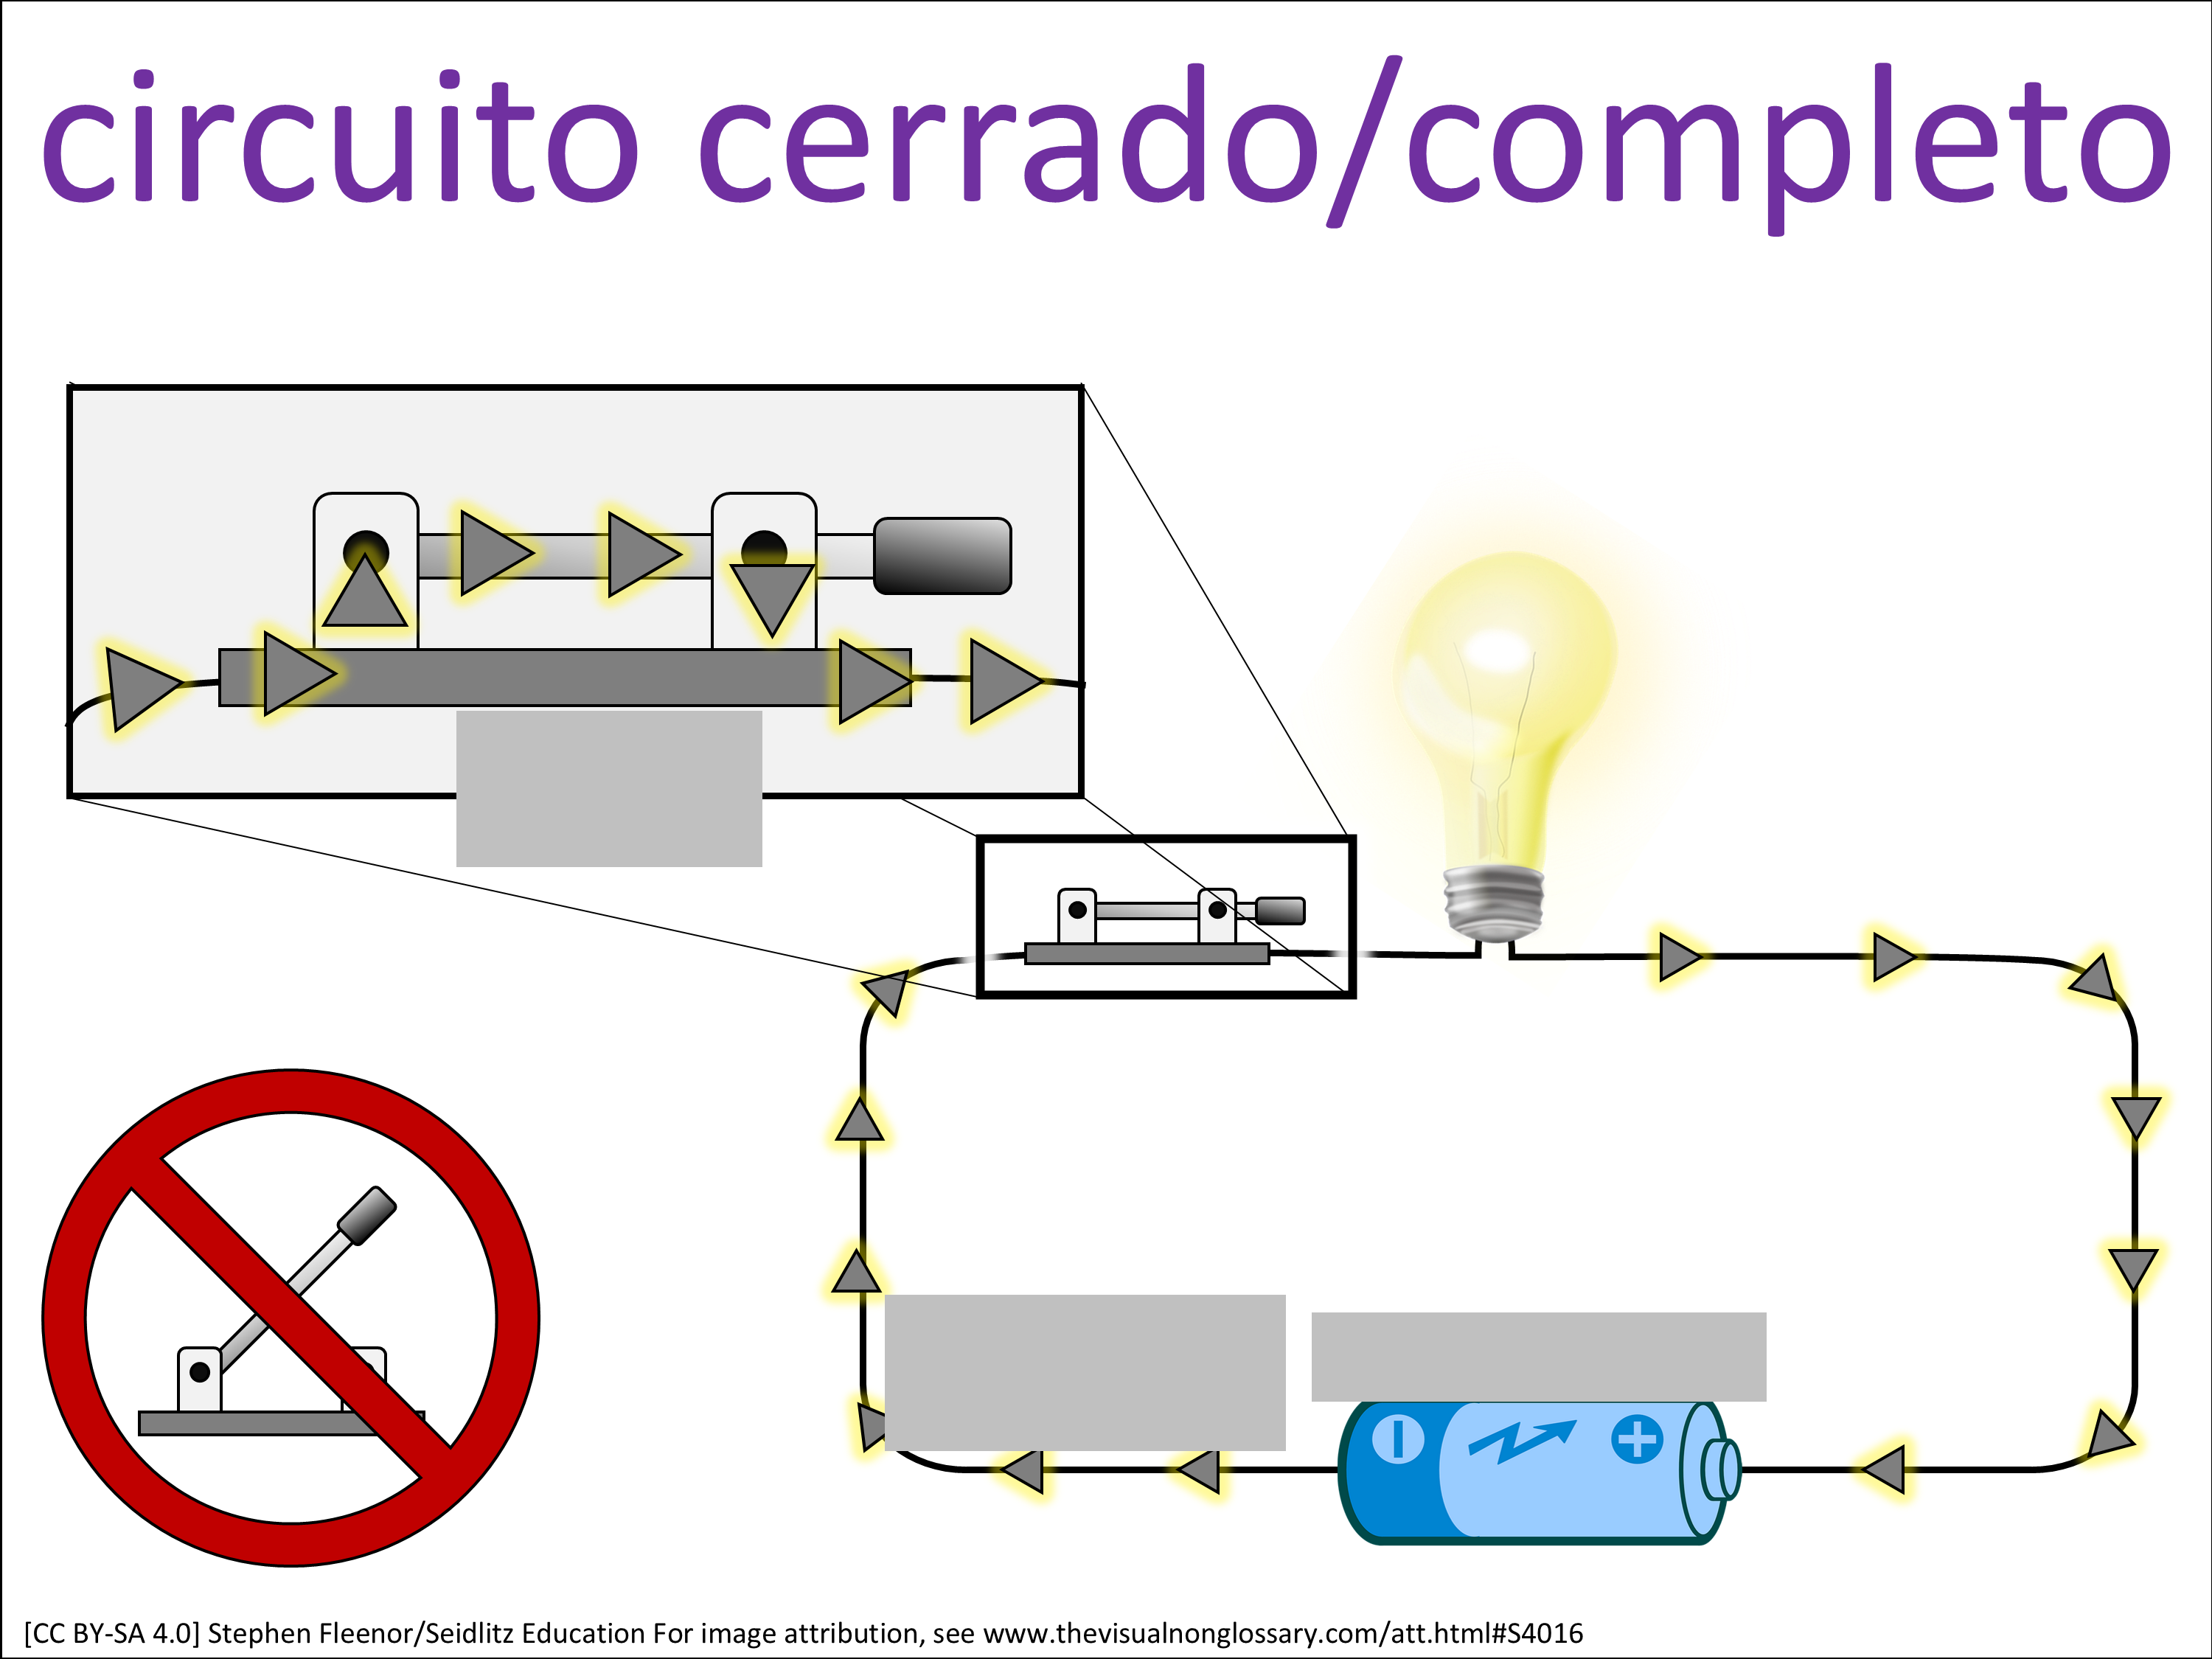 circuito cerrado/completo
[CC BY-SA 4.0] Stephen Fleenor/Seidlitz Education For image attribution, see www.thevisualnonglossary.com/att.html#S4016